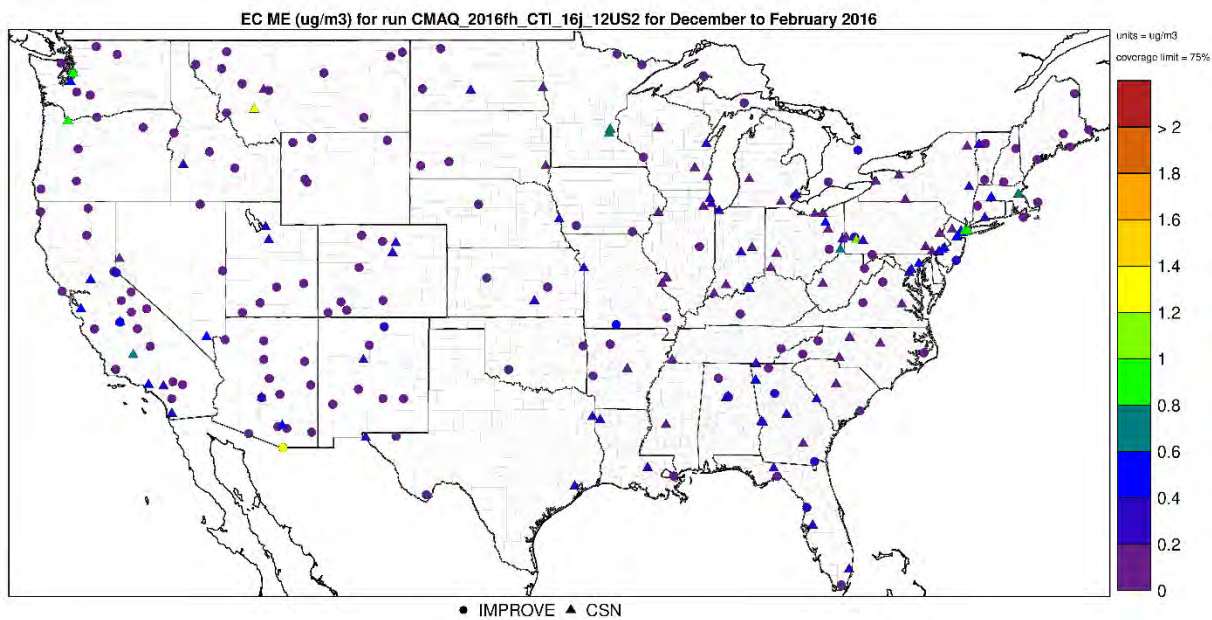 EC ME (ug/m3) for run CMAQ_2016fh_CTI_16j_12US2 for December to February 2016
units = ug/m3
coverage limit = 75%
> 2
1.8
1.6
1.4
1.2
1
0.8
0.6
0.4
0.2
0
● IMPROVE ▲ CSN